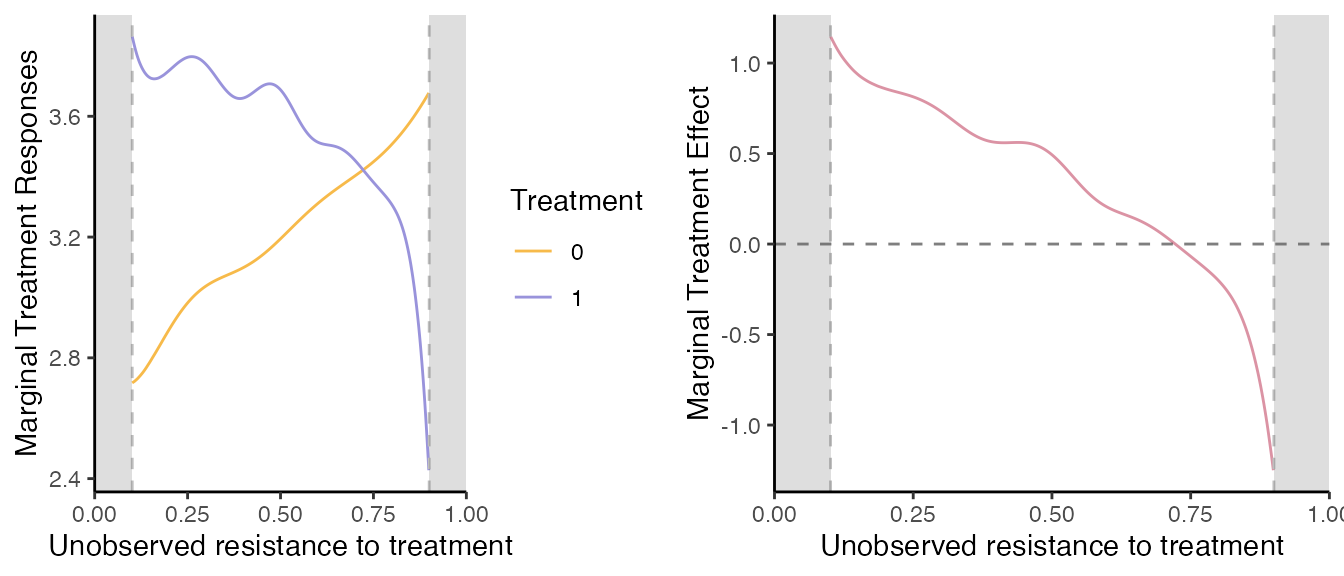 Marginal Treatment Responses
3.6
3.2
2.8
2.4
0.00 0.25 0.50 0.75 1.00
Unobserved resistance to treatment
Treatment
0
1
Marginal Treatment Effect
1.0
0.5
0.0
-0.5
-1.0
0.00 0.25 0.50 0.75 1.00
Unobserved resistance to treatment